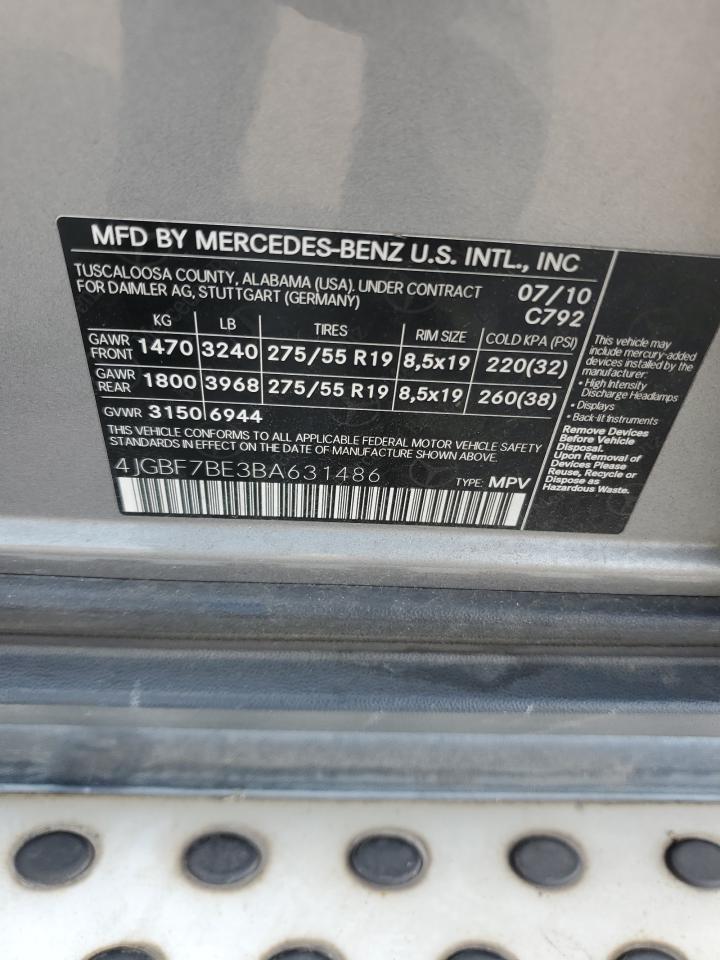 MFD BY MERCEDES-BENZ U.S. INTL., INC
TUSCALOOSA COUNTY, ALABAMA (USA). UNDER CONTRACT
FOR DAIMLER AG, STUTTGART (GERMANY)
07/10
C792
KG LB TIRES RIM SIZE COLD KPA (PSI)
GAWR FRONT 1470 3240 275/55 R19 8,5x19 220(32)
GAWR REAR 1800 3968 275/55 R19 8,5x19 260(38)
GVWR 3150 6944
THIS VEHICLE CONFORMS TO ALL APPLICABLE FEDERAL MOTOR VEHICLE SAFETY
STANDARDS IN EFFECT ON THE DATE OF MANUFACTURE SHOWN ABOVE.
4JGBF7BE3BA631486
TYPE: MPV
This vehicle may
include mercury-added
devices installed by the
manufacturer:
• High Intensity
Discharge Headlamps
• Displays
• Back-lit Instruments
Remove Devices
Before Vehicle
Disposal.
Upon Removal of
Devices Please
Reuse, Recycle or
Dispose as
Hazardous Waste.